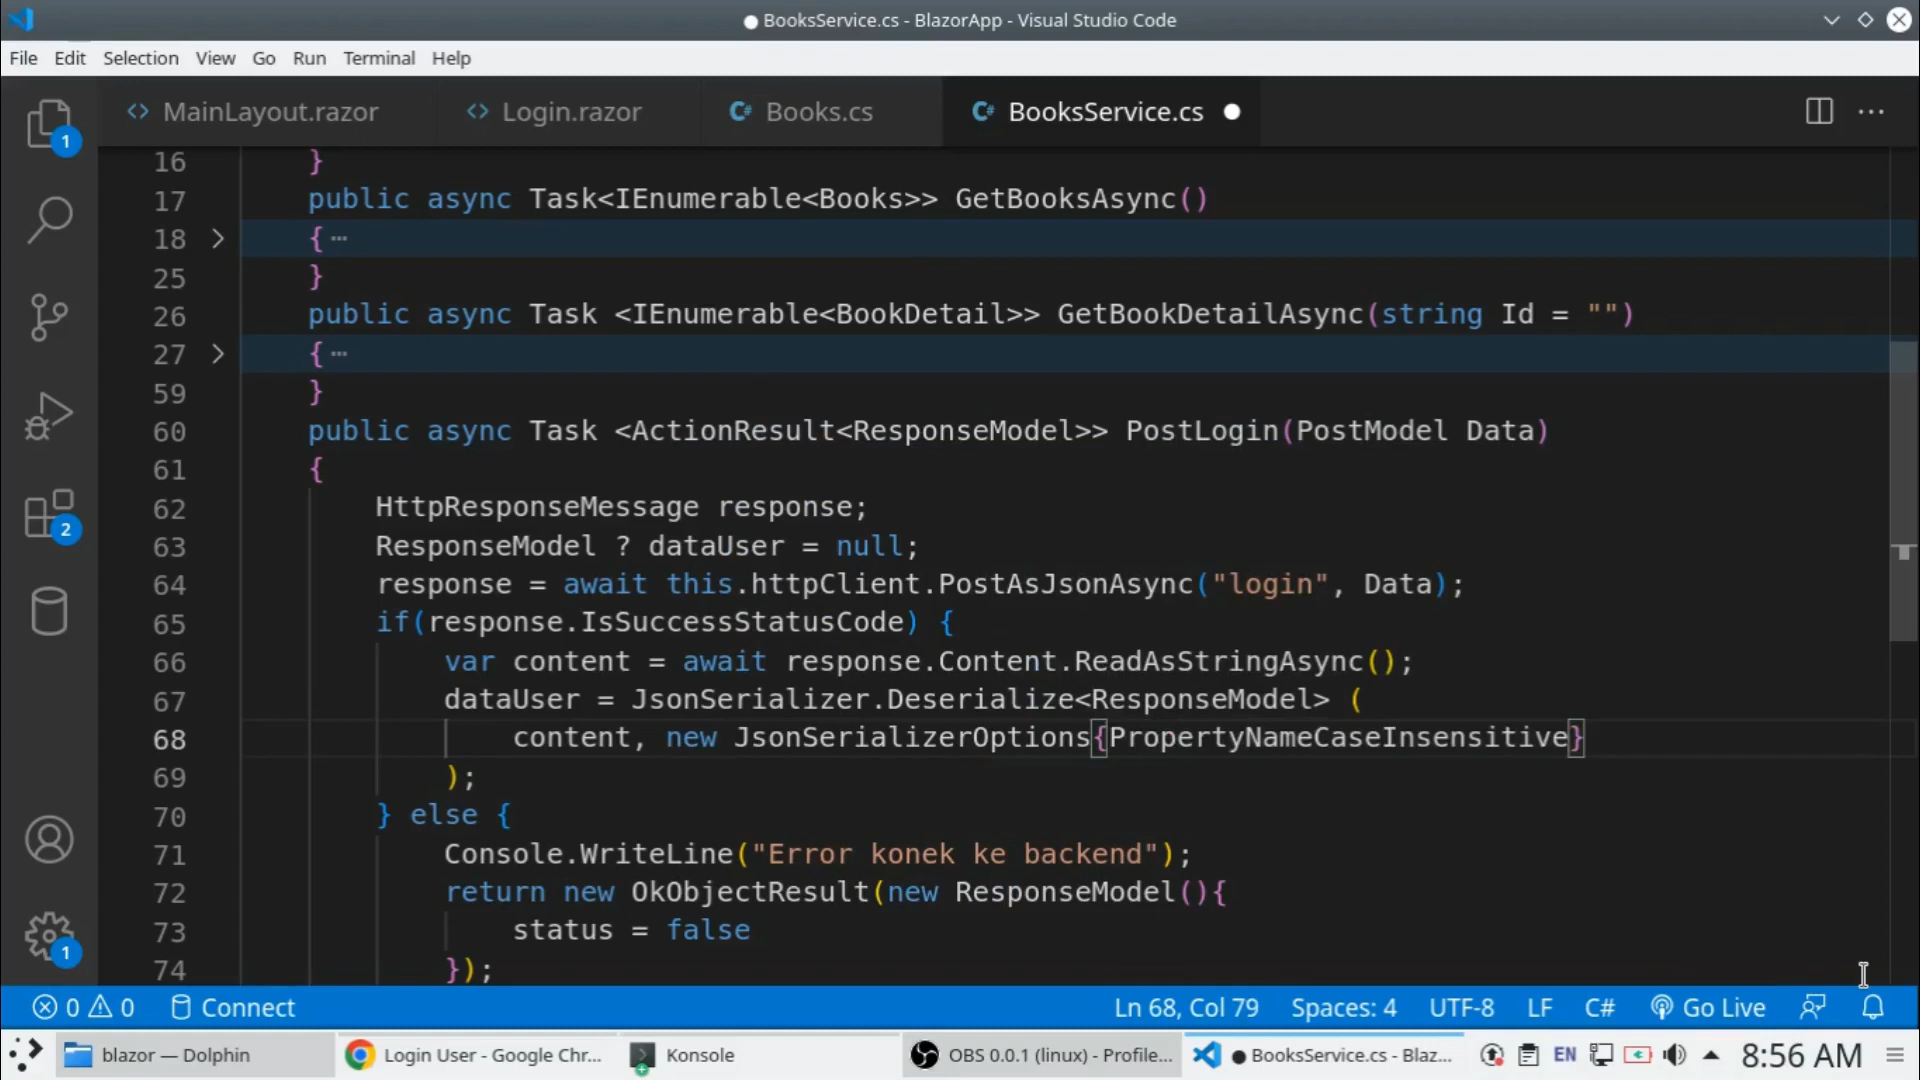 BooksService.cs - BlazorApp - Visual Studio Code
File Edit Selection View Go Run Terminal Help
MainLayout.razor Login.razor C# Books.cs C# BooksService.cs
16 }
17 public async Task<IEnumerable<Books>> GetBooksAsync()
18 { ⋯
25 }
26 public async Task <IEnumerable<BookDetail>> GetBookDetailAsync(string Id = "")
27 { ⋯
59 }
60 public async Task <ActionResult<ResponseModel>> PostLogin(PostModel Data)
61 {
62 HttpResponseMessage response;
63 ResponseModel ? dataUser = null;
64 response = await this.httpClient.PostAsJsonAsync("login", Data);
65 if(response.IsSuccessStatusCode) {
66 var content = await response.Content.ReadAsStringAsync();
67 dataUser = JsonSerializer.Deserialize<ResponseModel> (
68 content, new JsonSerializerOptions{PropertyNameCaseInsensitive}
69 );
70 } else {
71 Console.WriteLine("Error konek ke backend");
72 return new OkObjectResult(new ResponseModel(){
73 status = false
74 });
1
2
1
0 0 Connect Ln 68, Col 79 Spaces: 4 UTF-8 LF C# Go Live
blazor — Dolphin Login User - Google Chr... Konsole OBS 0.0.1 (linux) - Profile... BooksService.cs - Blaz... EN 8:56 AM